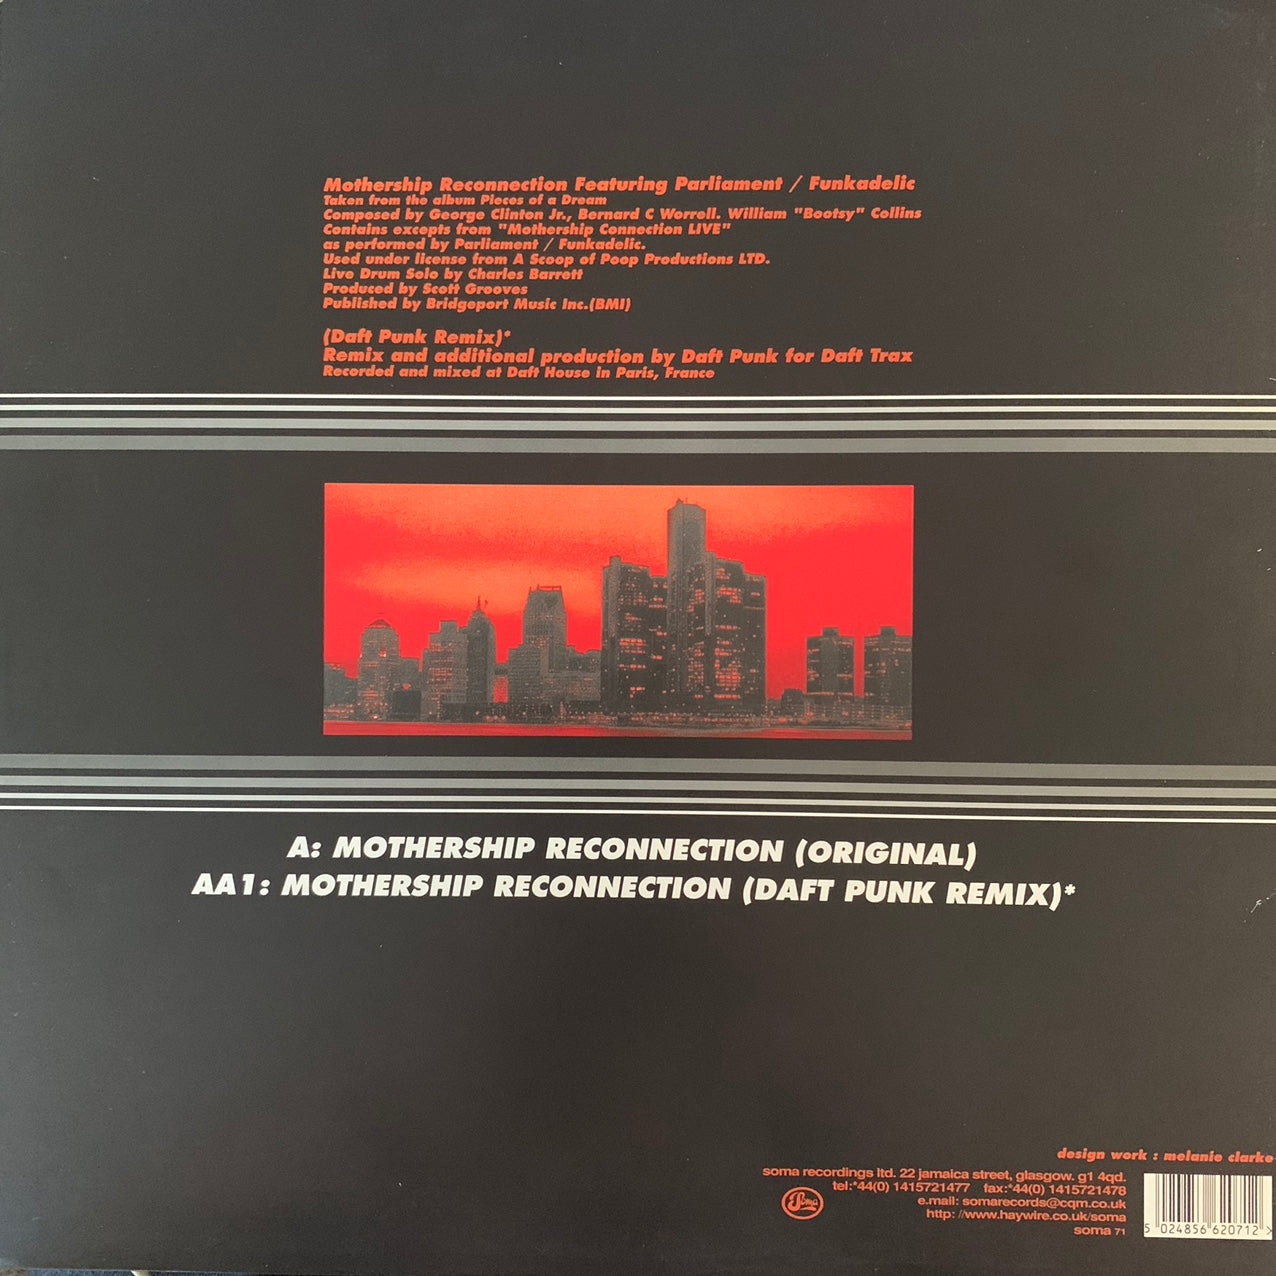 Mothership Reconnection Featuring Parliament / Funkadelic
Taken from the album Pieces of a Dream
Composed by George Clinton Jr., Bernard C Worrell. William "Bootsy" Collins
Contains excepts from "Mothership Connection LIVE"
as performed by Parliament / Funkadelic.
Used under license from A Scoop of Poop Productions LTD.
Live Drum Solo by Charles Barrett
Produced by Scott Grooves
Published by Bridgeport Music Inc.(BMI)
(Daft Punk Remix)*
Remix and additional production by Daft Punk for Daft Trax
Recorded and mixed at Daft House in Paris, France
A: MOTHERSHIP RECONNECTION (ORIGINAL)
AA1: MOTHERSHIP RECONNECTION (DAFT PUNK REMIX)*
design work : melanie clarke
soma recordings ltd. 22 jamaica street, glasgow. g1 4qd.
tel:*44(0) 1415721477 fax:*44(0) 1415721478
e.mail: somarecords@cqm.co.uk
http: //www.haywire.co.uk/soma
soma 71
Soma
5 024856 620712 >